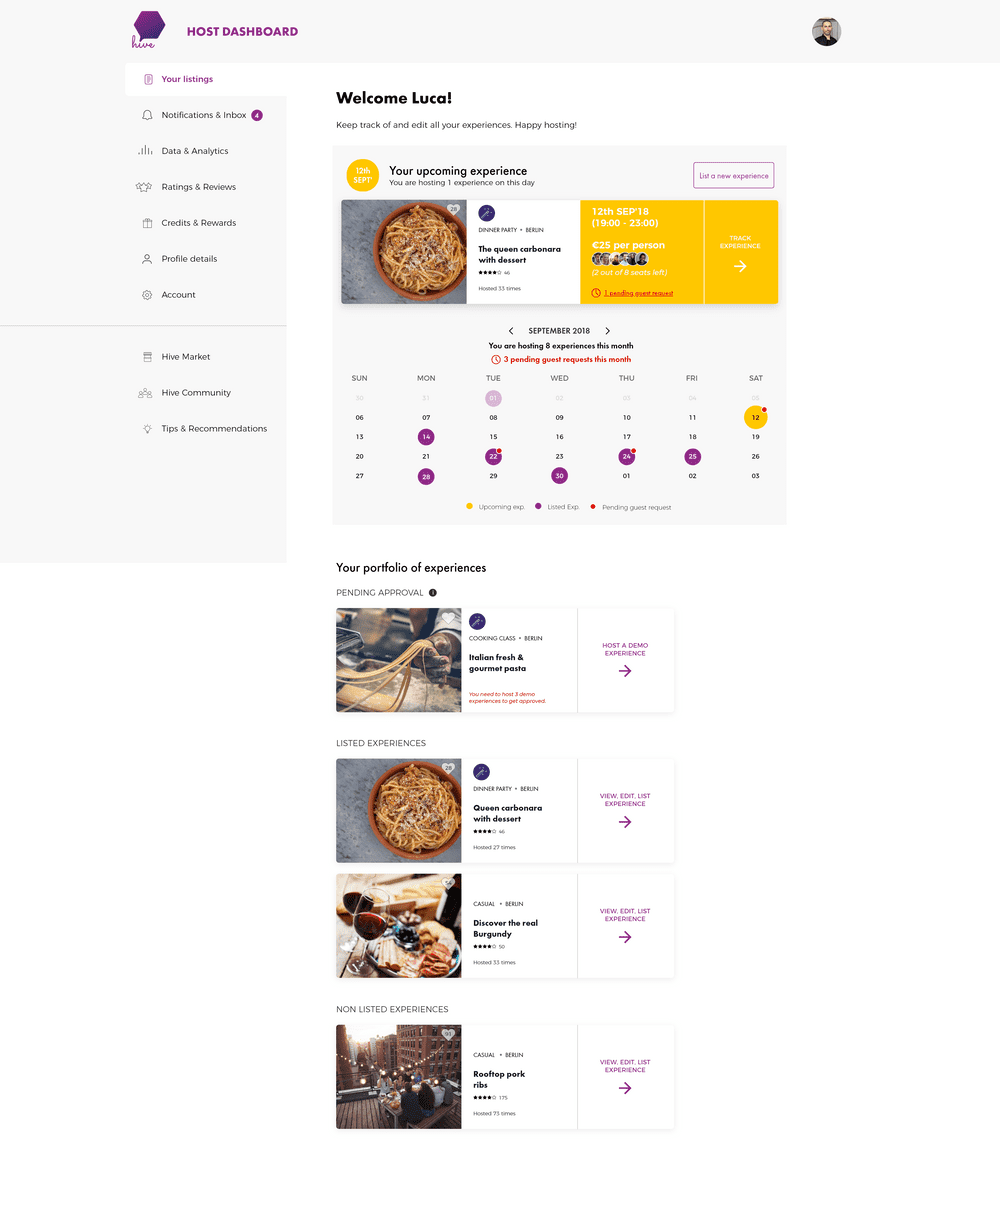 hive
HOST DASHBOARD
Your listings
Notifications & Inbox 4
Data & Analytics
Ratings & Reviews
Credits & Rewards
Profile details
Account
Hive Market
Hive Community
Tips & Recommendations
Welcome Luca!
Keep track of and edit all your experiences. Happy hosting!
12th
SEPT'
Your upcoming experience
You are hosting 1 experience on this day
List a new experience
28
DINNER PARTY • BERLIN
The queen carbonara
with dessert
46
Hosted 33 times
12th SEP'18
(19:00 - 23:00)
€25 per person
(2 out of 8 seats left)
1 pending guest request
TRACK
EXPERIENCE
SEPTEMBER 2018
You are hosting 8 experiences this month
3 pending guest requests this month
SUN MON TUE WED THU FRI SAT
30 31 01 02 03 04 05
06 07 08 09 10 11 12
13 14 15 16 17 18 19
20 21 22 23 24 25 26
27 28 29 30 01 02 03
Upcoming exp. Listed Exp. Pending guest request
Your portfolio of experiences
PENDING APPROVAL
COOKING CLASS • BERLIN
Italian fresh &
gourmet pasta
You need to host 3 demo
experiences to get approved.
HOST A DEMO
EXPERIENCE
LISTED EXPERIENCES
28
DINNER PARTY • BERLIN
Queen carbonara
with dessert
46
Hosted 27 times
VIEW, EDIT, LIST
EXPERIENCE
CASUAL • BERLIN
Discover the real
Burgundy
50
Hosted 33 times
VIEW, EDIT, LIST
EXPERIENCE
NON LISTED EXPERIENCES
CASUAL • BERLIN
Rooftop pork
ribs
175
Hosted 73 times
VIEW, EDIT, LIST
EXPERIENCE